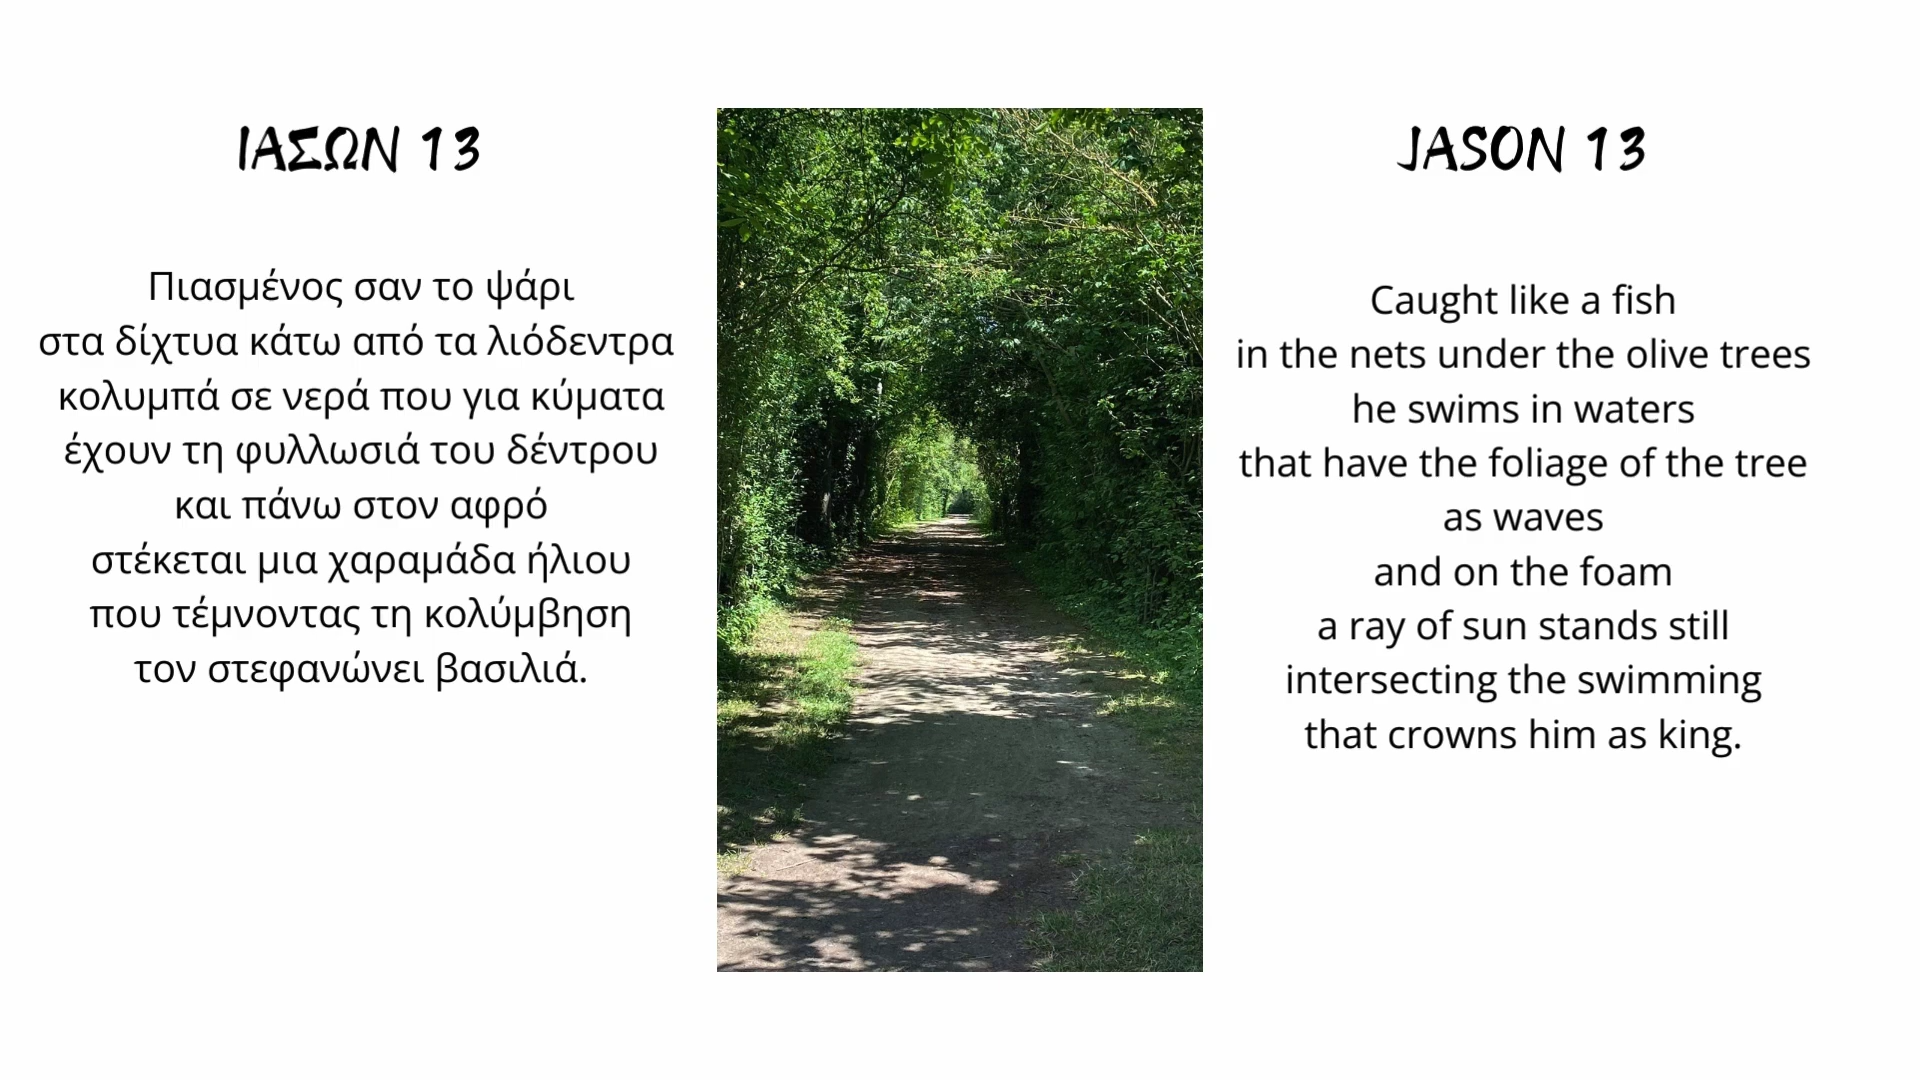 ΙΑΣΩΝ 13
Πιασμένος σαν το ψάρι
στα δίχτυα κάτω από τα λιόδεντρα
κολυμπά σε νερά που για κύματα
έχουν τη φυλλωσιά του δέντρου
και πάνω στον αφρό
στέκεται μια χαραμάδα ήλιου
που τέμνοντας τη κολύμβηση
τον στεφανώνει βασιλιά.
JASON 13
Caught like a fish
in the nets under the olive trees
he swims in waters
that have the foliage of the tree
as waves
and on the foam
a ray of sun stands still
intersecting the swimming
that crowns him as king.